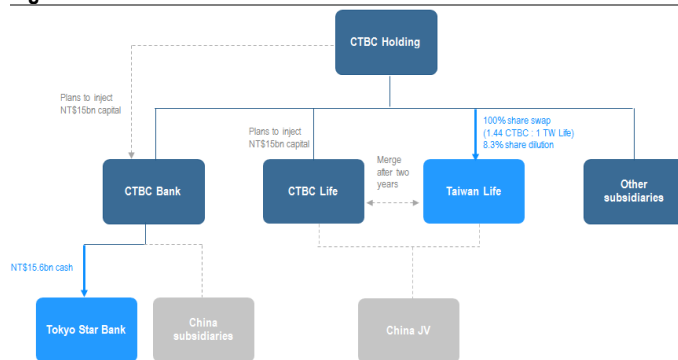 CTBC Holding
Plans to inject
NT$15bn capital
Plans to inject
NT$15bn capital
100% share swap
(1.44 CTBC : 1 TW Life)
8.3% share dilution
Merge
after two
years
CTBC Bank
CTBC Life
Taiwan Life
Other
subsidiaries
NT$15.6bn cash
Tokyo Star Bank
China
subsidiaries
China JV